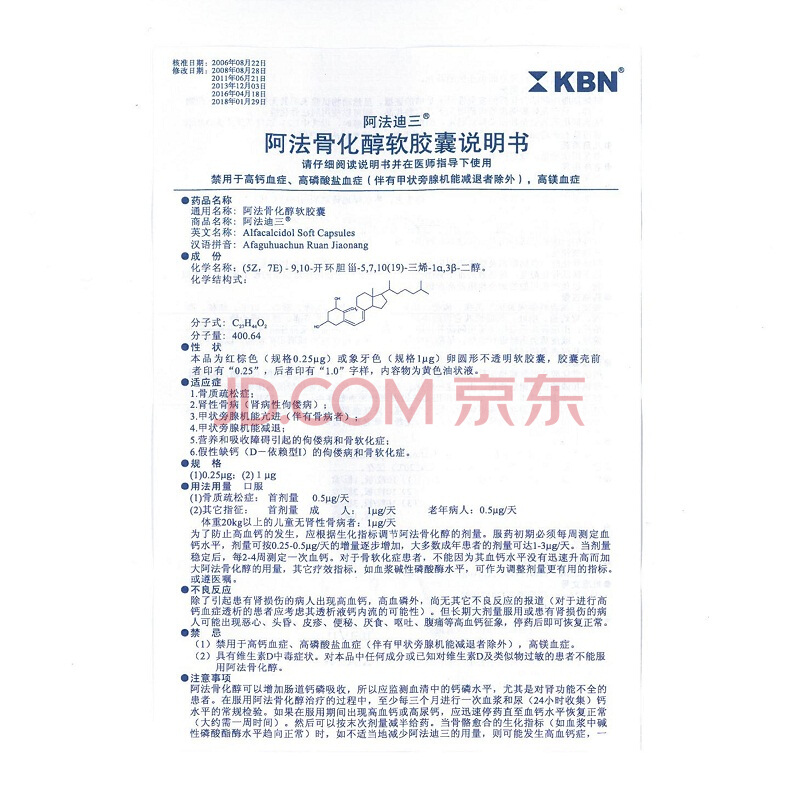 核准日期：2006年08月22日
修改日期：2008年08月28日
2011年06月21日
2013年12月03日
2016年04月18日
2018年01月29日
KBN®
阿法迪三®
阿法骨化醇软胶囊说明书
请仔细阅读说明书并在医师指导下使用
禁用于高钙血症、高磷酸盐血症（伴有甲状旁腺机能减退者除外），高镁血症
●药品名称
通用名称：阿法骨化醇软胶囊
商品名称：阿法迪三®
英文名称：Alfacalcidol Soft Capsules
汉语拼音：Afaguhuachun Ruan Jiaonang
●成 份
化学名称：(5Z，7E) - 9,10-开环胆甾-5,7,10(19)-三烯-1α,3β-二醇。
化学结构式：
OH
HO
分子式：C₂₇H₄₄O₂
分子量：400.64
●性 状
本品为红棕色（规格0.25μg）或象牙色（规格1μg）卵圆形不透明软胶囊，胶囊壳前
者印有“0.25”，后者印有“1.0”字样，内容物为黄色油状液。
●适应症
1.骨质疏松症；
2.肾性骨病（肾病性佝偻病）；
3.甲状旁腺机能亢进（伴有骨病者）；
4.甲状旁腺机能减退；
5.营养和吸收障碍引起的佝偻病和骨软化症；
6.假性缺钙（D－依赖型I）的佝偻病和骨软化症。
JD.COM 京东
●规 格
(1)0.25μg；(2) 1 μg
●用法用量 口服
(1)骨质疏松症： 首剂量 0.5μg/天
(2)其它指征： 首剂量 成 人： 1μg/天 老年病人：0.5μg/天
体重20kg以上的儿童无肾性骨病者：1μg/天
为了防止高血钙的发生，应根据生化指标调节阿法骨化醇的剂量。服药初期必须每周测定血
钙水平，剂量可按0.25-0.5μg/天的增量逐步增加，大多数成年患者的剂量可达1-3μg/天。当剂量
稳定后，每2-4周测定一次血钙。对于骨软化症患者，不能因为其血钙水平没有迅速升高而加
大阿法骨化醇的用量，其它疗效指标，如血浆碱性磷酸酶水平，可作为调整剂量更有用的指标。
或遵医嘱。
●不良反应
除了引起患有肾损伤的病人出现高血钙，高血磷外，尚无其它不良反应的报道（对于进行高
钙血症透析的患者应考虑其透析液钙内流的可能性）。但长期大剂量服用或患有肾损伤的病
人可能出现恶心、头昏、皮疹、便秘、厌食、呕吐、腹痛等高血钙征象，停药后即可恢复正常。
●禁 忌
（1）禁用于高钙血症、高磷酸盐血症（伴有甲状旁腺机能减退者除外），高镁血症。
（2）具有维生素D中毒症状。对本品中任何成分或已知对维生素D及类似物过敏的患者不能服
用阿法骨化醇。
●注意事项
阿法骨化醇可以增加肠道钙磷吸收，所以应监测血清中的钙磷水平，尤其是对肾功能不全的
患者。在服用阿法骨化醇治疗的过程中，至少每三个月进行一次血浆和尿（24小时收集）钙
水平的常规检验。如果在服用期间出现高血钙或高尿钙，应迅速停药直至血钙水平恢复正常
（大约需一周时间）。然后可以按末次剂量减半给药。当骨骼愈合的生化指标（如血浆中碱
性磷酸酯酶水平趋向正常）时，如不适当地减少阿法迪三的用量，则可能发生高血钙症，一